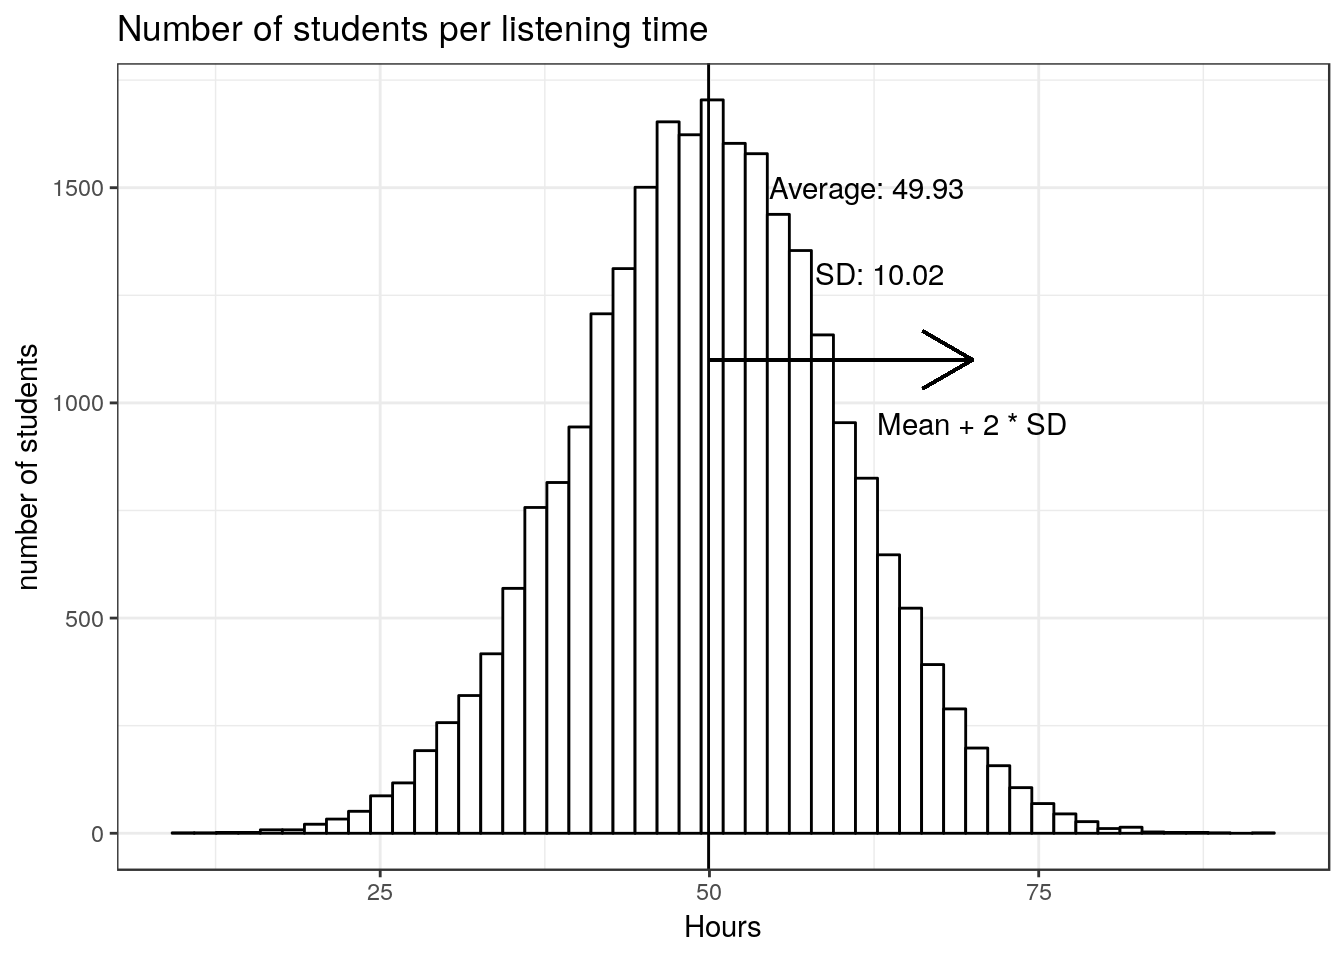 Number of students per listening time
number of students
1500
1000
500
0
Average: 49.93
SD: 10.02
Mean + 2 * SD
25
50
75
Hours